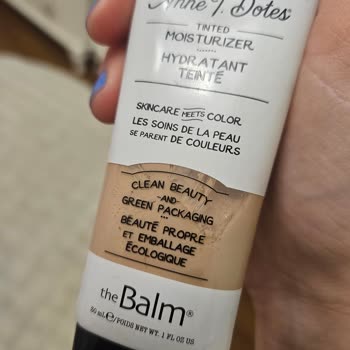 Anne T. Dotes®
TINTED
MOISTURIZER
HYDRATANT
TEINTÉ
SKINCARE MEETS COLOR
LES SOINS DE LA PEAU
SE PARENT DE COULEURS
CLEAN BEAUTY
-AND-
GREEN PACKAGING
BEAUTÉ PROPRE
ET EMBALLAGE
ÉCOLOGIQUE
theBalm®
30 mL ℮/POIDS NET WT. 1 FL OZ US